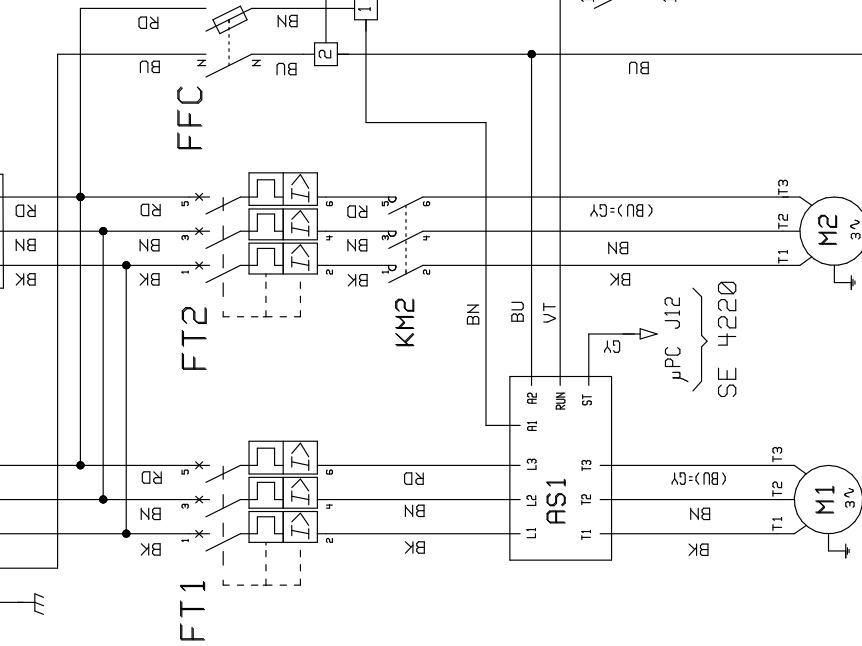 RD
BN
1
BU
N
N
BU
2
BU
FFC
RD
RD
5
6
RD
5
6
(BU)=GY
T3
BN
BN
3
4
BN
3
4
BN
T2
BK
BK
1
2
BK
1
2
BK
T1
M2
3~
FT2
KM2
BN
BU
VT
GY
µPC J12
SE 4220
A2
RUN
ST
A1
RD
5
6
RD
L3
T3
(BU)=GY
T3
BN
3
4
BN
L2
T2
BN
T2
BK
1
2
BK
L1
T1
BK
T1
AS1
M1
3~
FT1